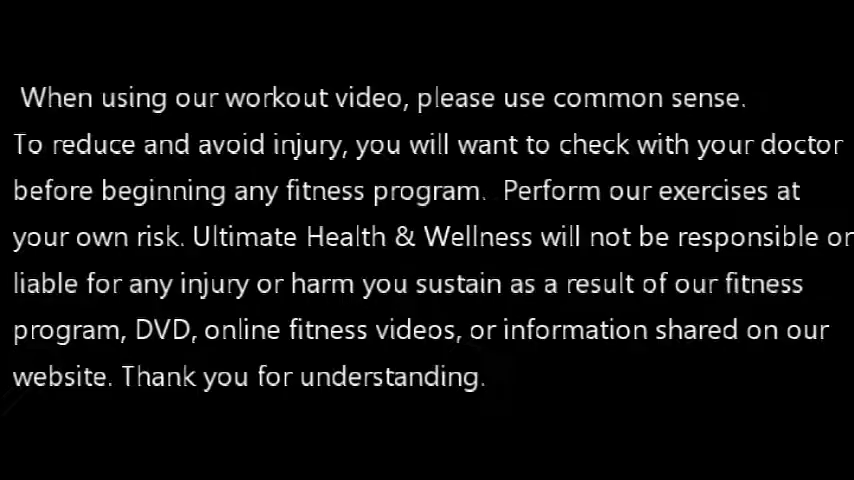 When using our workout video, please use common sense.
To reduce and avoid injury, you will want to check with your doctor
before beginning any fitness program.  Perform our exercises at
your own risk. Ultimate Health & Wellness will not be responsible or
liable for any injury or harm you sustain as a result of our fitness
program, DVD, online fitness videos, or information shared on our
website. Thank you for understanding.